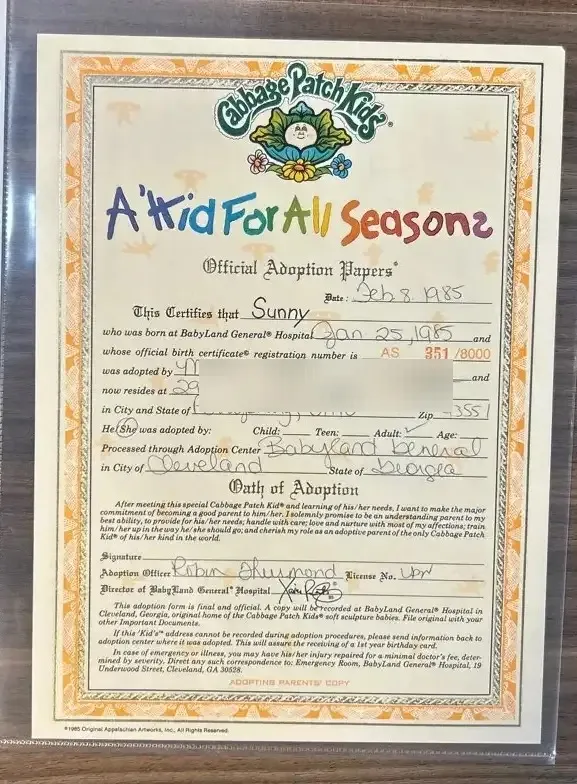 Cabbage Patch Kids®
A 'Kid For All Seasons
Official Adoption Papers®
Date: Feb 8. 1985
This Certifies that Sunny
who was born at BabyLand General® Hospital Jan 25, 1985 and
whose official birth certificate© registration number is AS 351 /8000
was adopted by
and
now resides at 29
in City and State of Zip 355
He/She was adopted by: Child: Teen: Adult: ✓ Age:
Processed through Adoption Center Babyland General
in City of Cleveland State of Georgia
Oath of Adoption
After meeting this special Cabbage Patch Kid® and learning of his/her needs, I want to make the major
commitment of becoming a good parent to him/her. I solemnly promise to be an understanding parent to my
best ability, to provide for his/her needs; handle with care; love and nurture with most of my affections; train
him/her up in the way he/she should go; and cherish my role as an adoptive parent of the only Cabbage Patch
Kid® of his/her kind in the world.
Signature
Adoption Officer Robin Thurmond License No.
Director of BabyLand General® Hospital
This adoption form is final and official. A copy will be recorded at BabyLand General® Hospital in
Cleveland, Georgia, original home of the Cabbage Patch Kids® soft sculpture babies. File original with your
other Important Documents.
If this 'Kid's™ address cannot be recorded during adoption procedures, please send information back to
adoption center where it was adopted. This will assure the receiving of a 1st year birthday card.
In case of emergency or illness, you may have his/her injury repaired for a minimal doctor's fee, deter-
mined by severity. Direct any such correspondence to: Emergency Room, BabyLand General® Hospital, 19
Underwood Street, Cleveland, GA 30528.
ADOPTING PARENTS' COPY
©1985 Original Appalachian Artworks, Inc., All Rights Reserved.